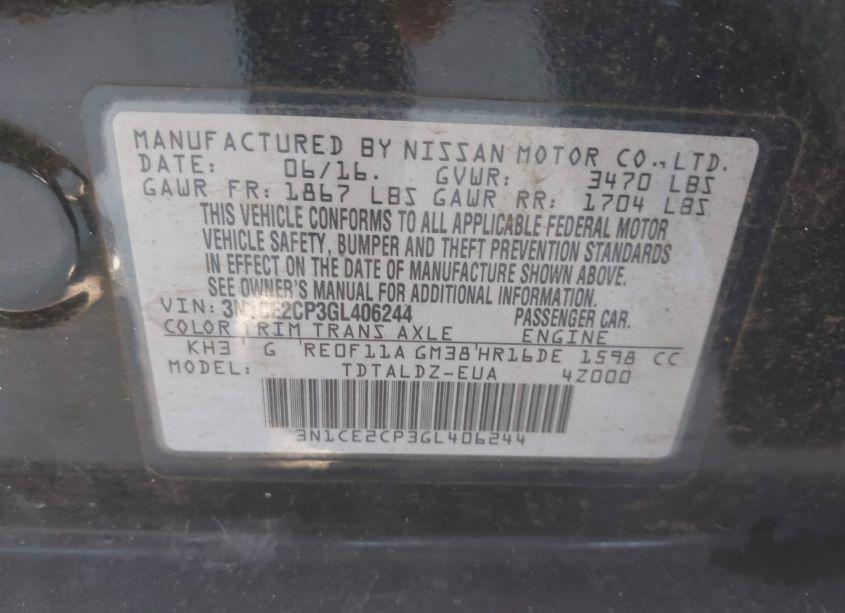 MANUFACTURED BY NISSAN MOTOR CO., LTD.
DATE: 06/16. GVWR: 3470 LBS
GAWR FR: 1867 LBS GAWR RR: 1704 LBS
THIS VEHICLE CONFORMS TO ALL APPLICABLE FEDERAL MOTOR
VEHICLE SAFETY, BUMPER AND THEFT PREVENTION STANDARDS
IN EFFECT ON THE DATE OF MANUFACTURE SHOWN ABOVE.
SEE OWNER'S MANUAL FOR ADDITIONAL INFORMATION.
VIN: 3N1CE2CP3GL406244 PASSENGER CAR.
COLOR TRIM TRANS AXLE ENGINE
KH3 G RE0F11A GM38 HR16DE 1598 CC
MODEL: TDTALDZ-EUA 4Z000
3N1CE2CP3GL406244